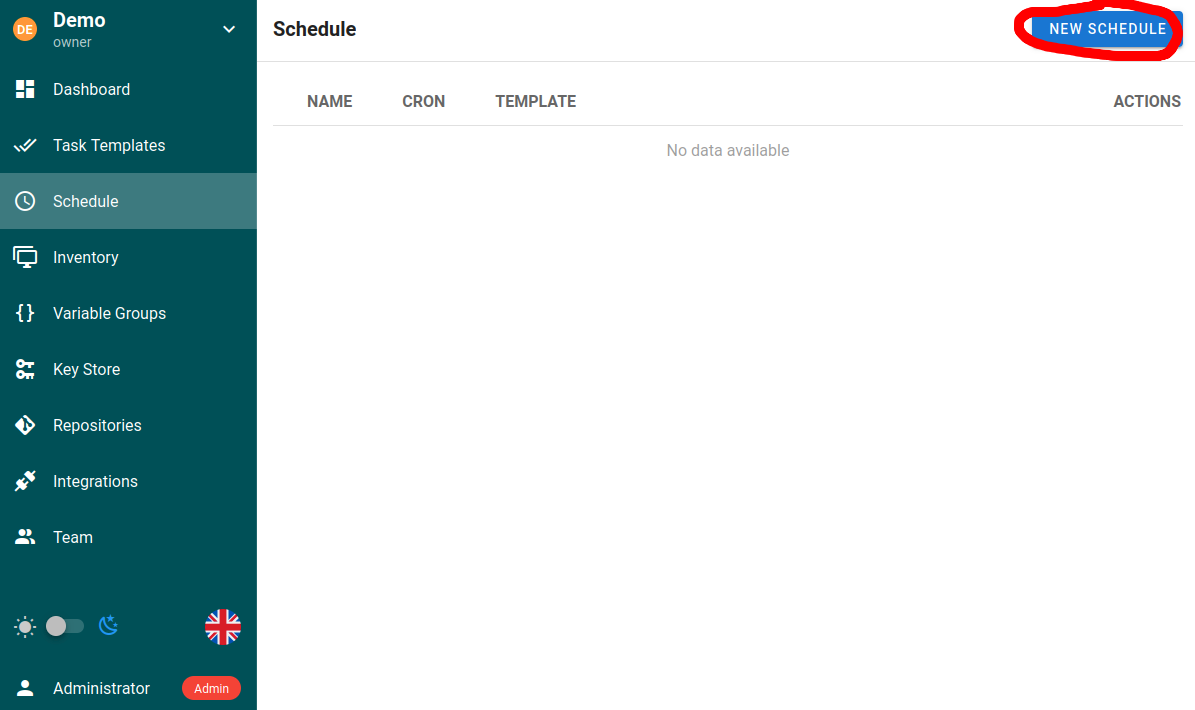 DE
Demo
owner
Dashboard
Task Templates
Schedule
Inventory
Variable Groups
Key Store
Repositories
Integrations
Team
Administrator
Admin
Schedule
NEW SCHEDULE
NAME CRON TEMPLATE ACTIONS
No data available